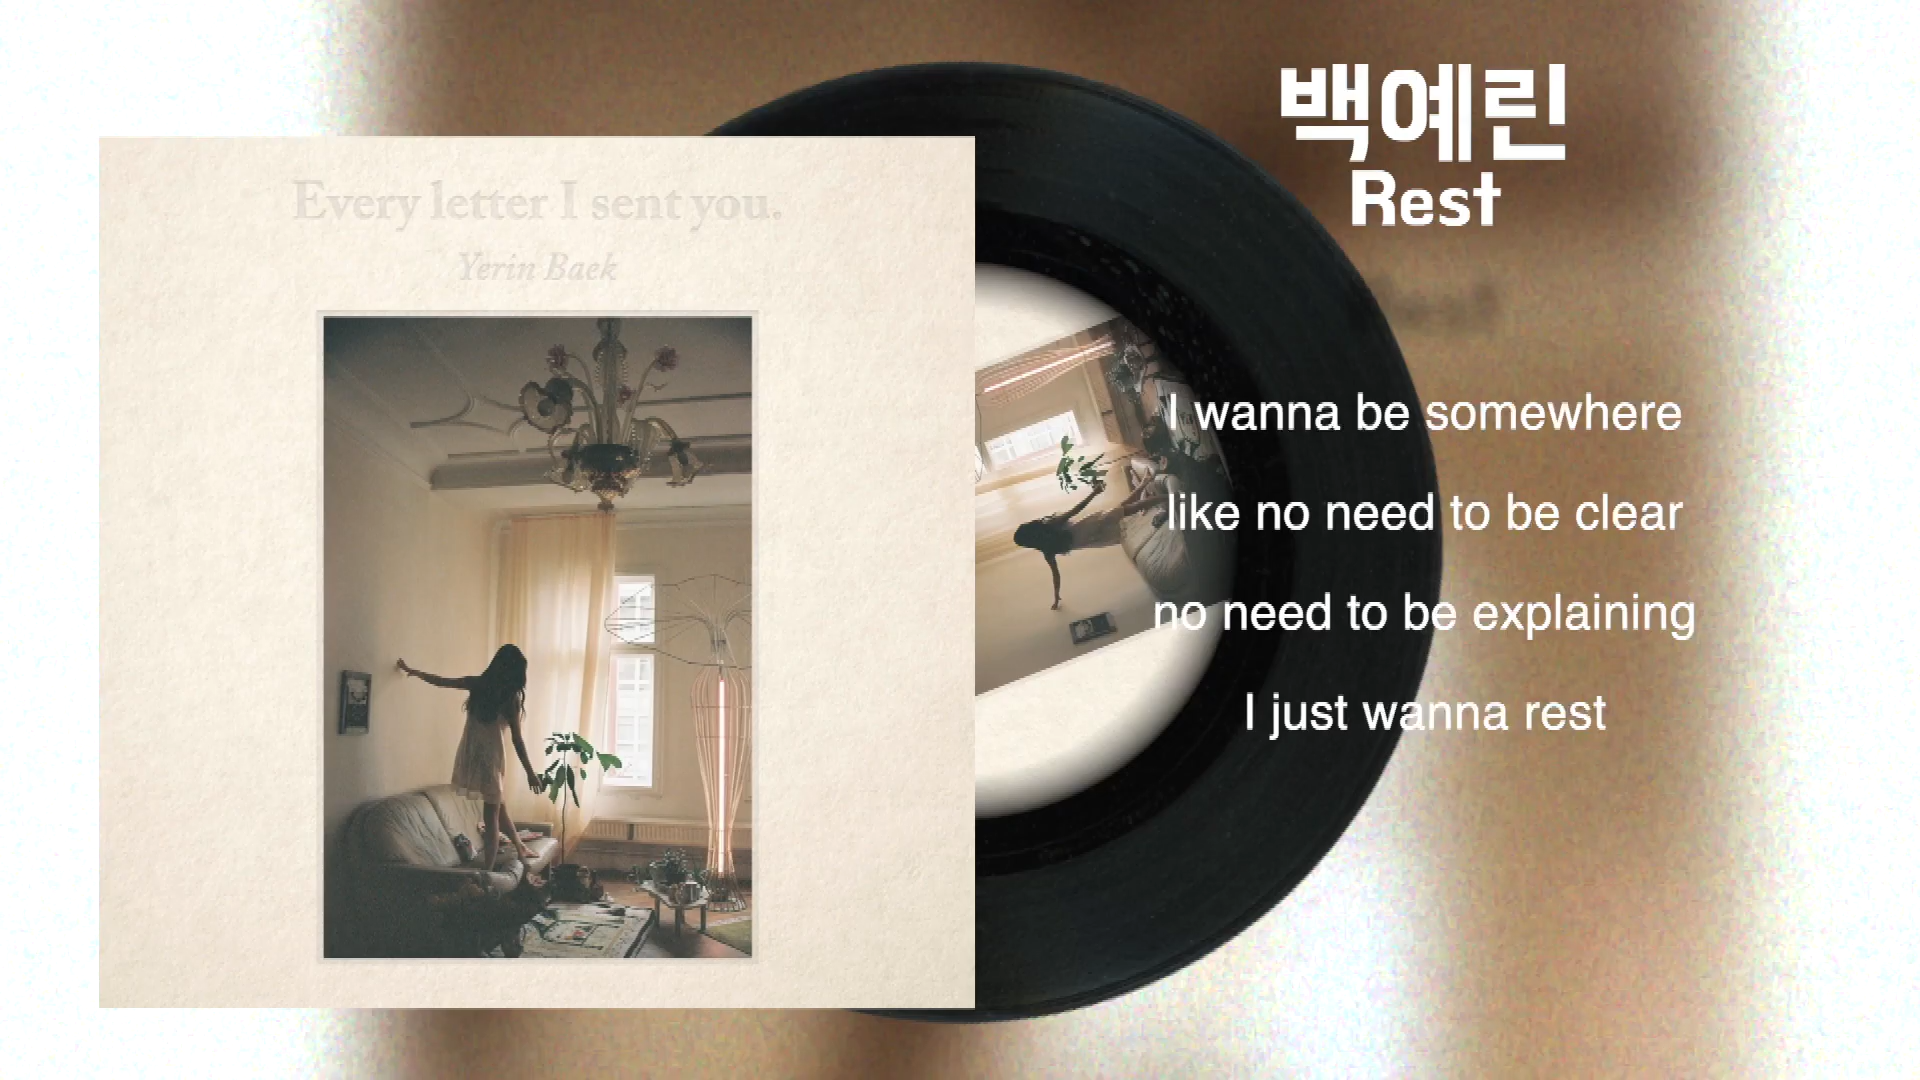 Every letter I sent you.
Yerin Baek
백예린
Rest
I wanna be somewhere
like no need to be clear
no need to be explaining
I just wanna rest